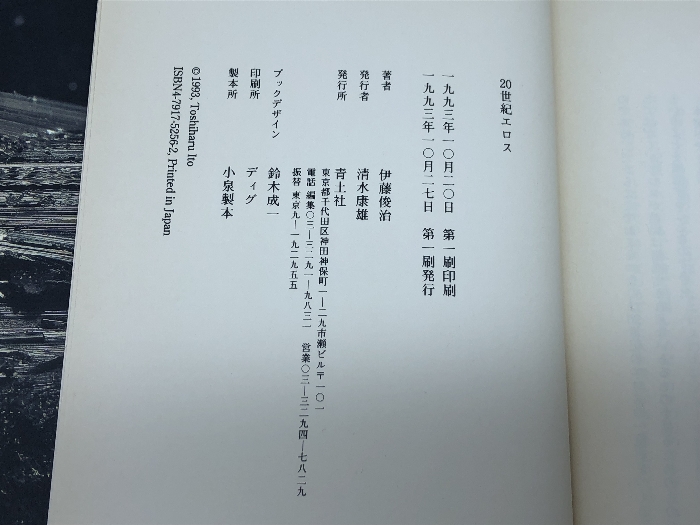 20世紀エロス
一九九三年一〇月二〇日　第一刷印刷
一九九三年一〇月二七日　第一刷発行
著者　伊藤俊治
発行者　清水康雄
発行所　青土社
東京都千代田区神田神保町一―二九市瀬ビル〒一〇一
電話　編集〇三―三二九一―九八三一　営業〇三―三二九四―七八二九
振替　東京九―一九二九五五
ブックデザイン　鈴木成一
印刷所　ディグ
製本所　小泉製本
© 1993, Toshiharu Ito
ISBN4-7917-5256-2, Printed in Japan